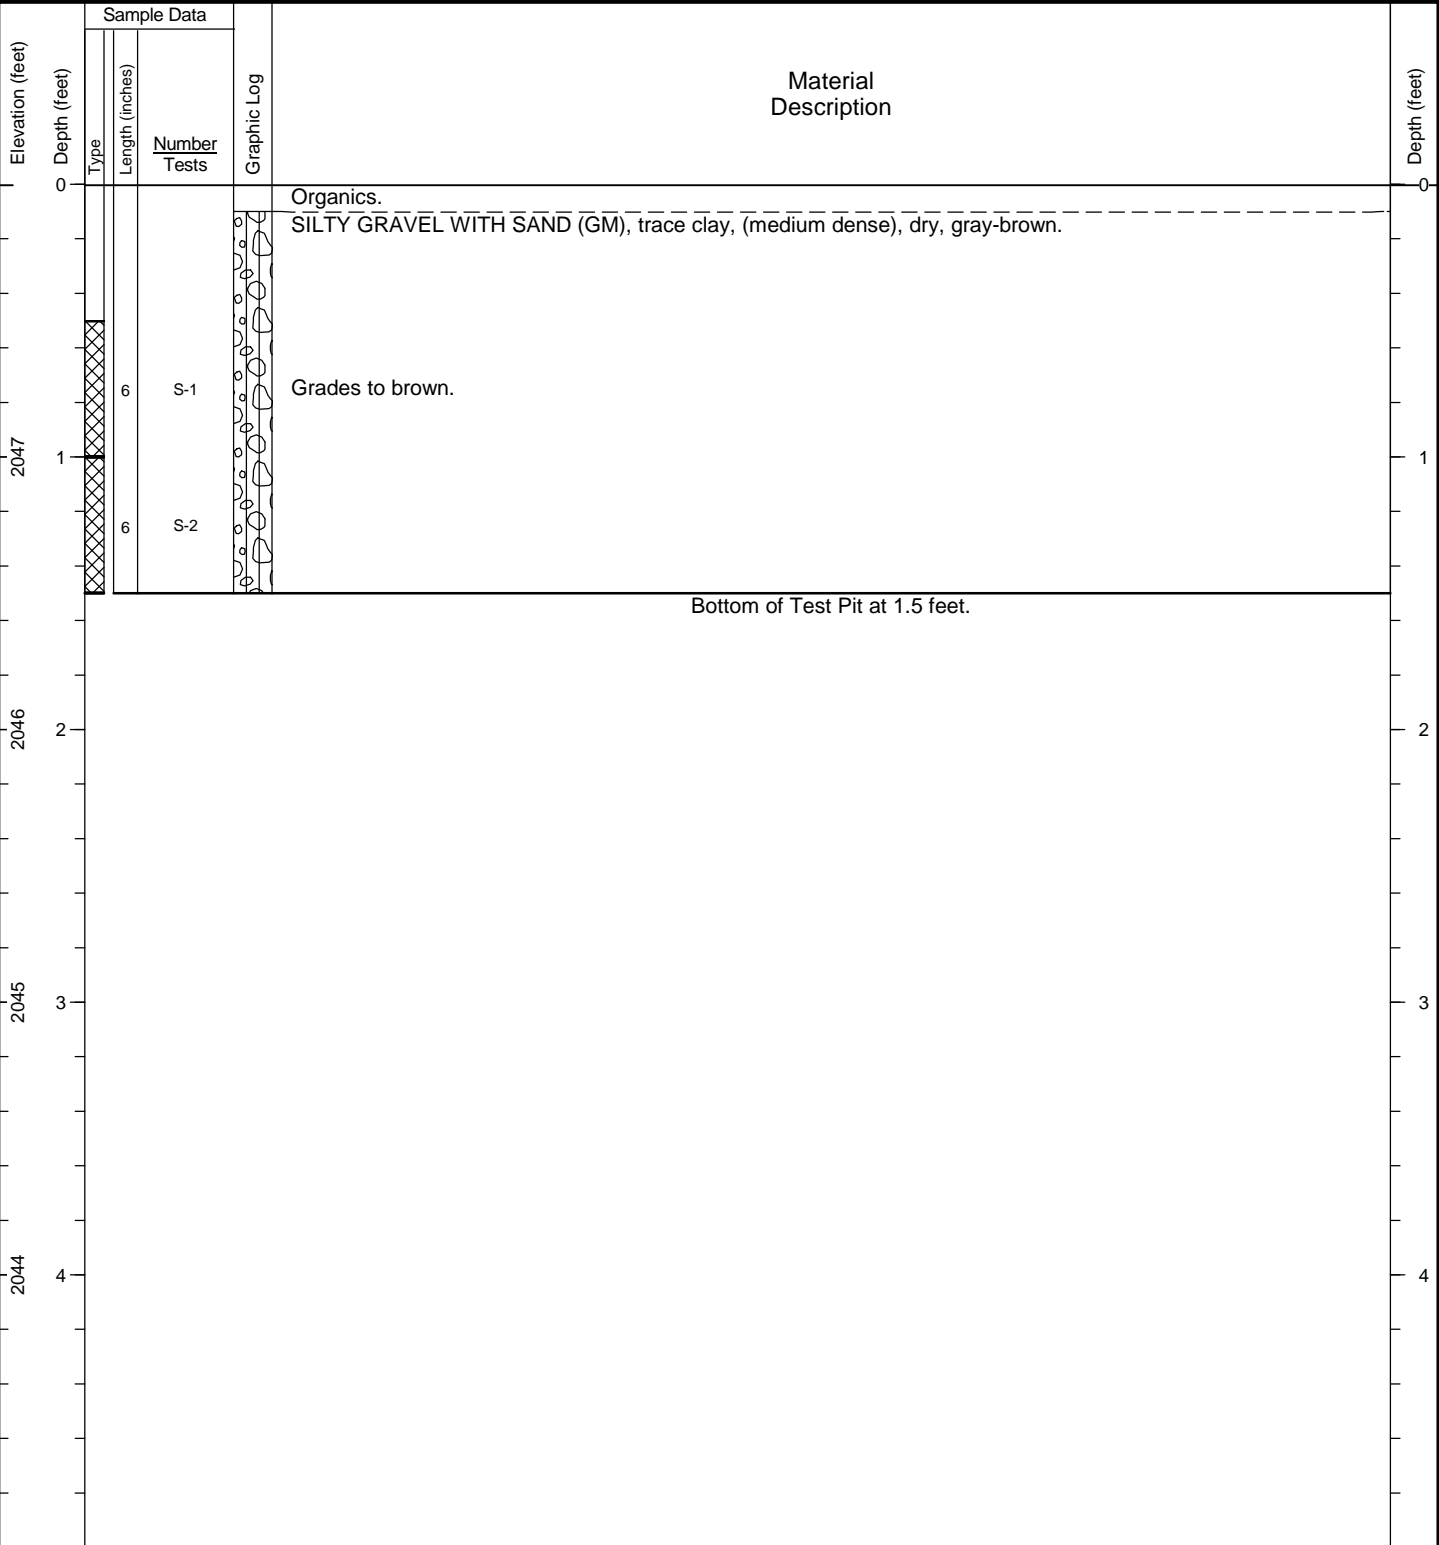 Sample Data
Elevation (feet)
Depth (feet)
Type
Length (inches)
Number
Tests
Graphic Log
Material
Description
Depth (feet)
0
0
Organics.
SILTY GRAVEL WITH SAND (GM), trace clay, (medium dense), dry, gray-brown.
6 S-1 Grades to brown.
2047 1 1
6 S-2
Bottom of Test Pit at 1.5 feet.
2046 2 2
2045 3 3
2044 4 4